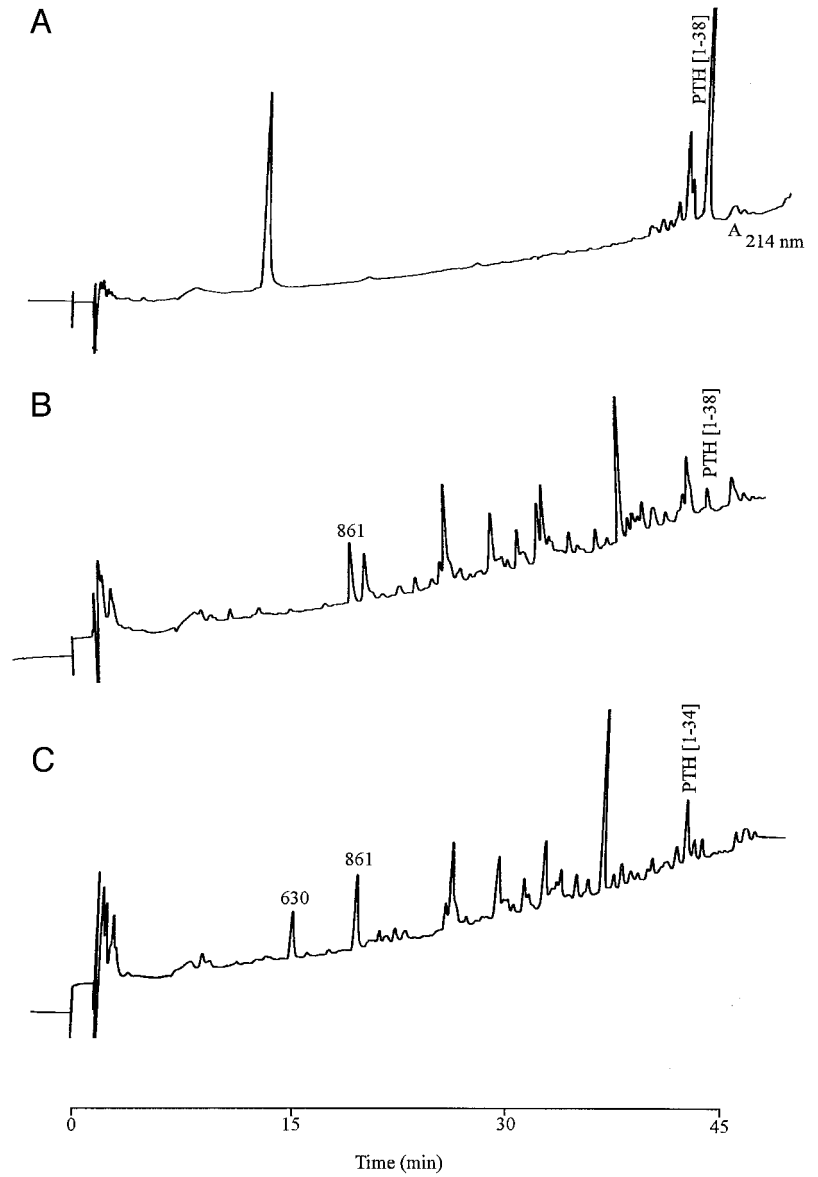 A
PTH [1-38]
A 214 nm
B
PTH [1-38]
861
C
PTH [1-34]
861
630
0 15 30 45
Time (min)